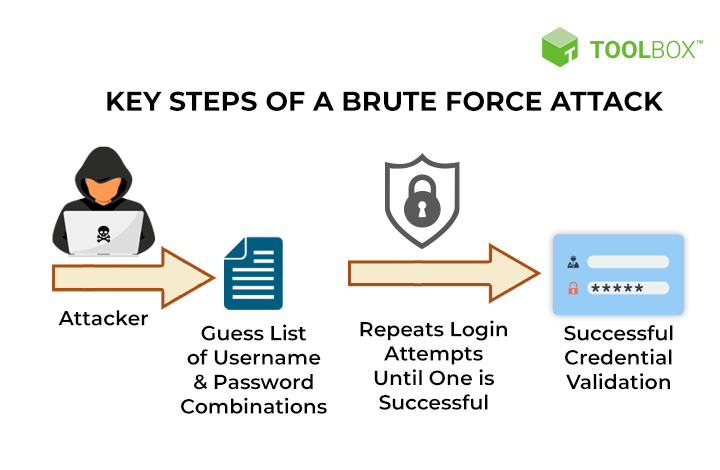 TOOLBOX™
KEY STEPS OF A BRUTE FORCE ATTACK
Attacker
Guess List
of Username
& Password
Combinations
Repeats Login
Attempts
Until One is
Successful
*****
Successful
Credential
Validation